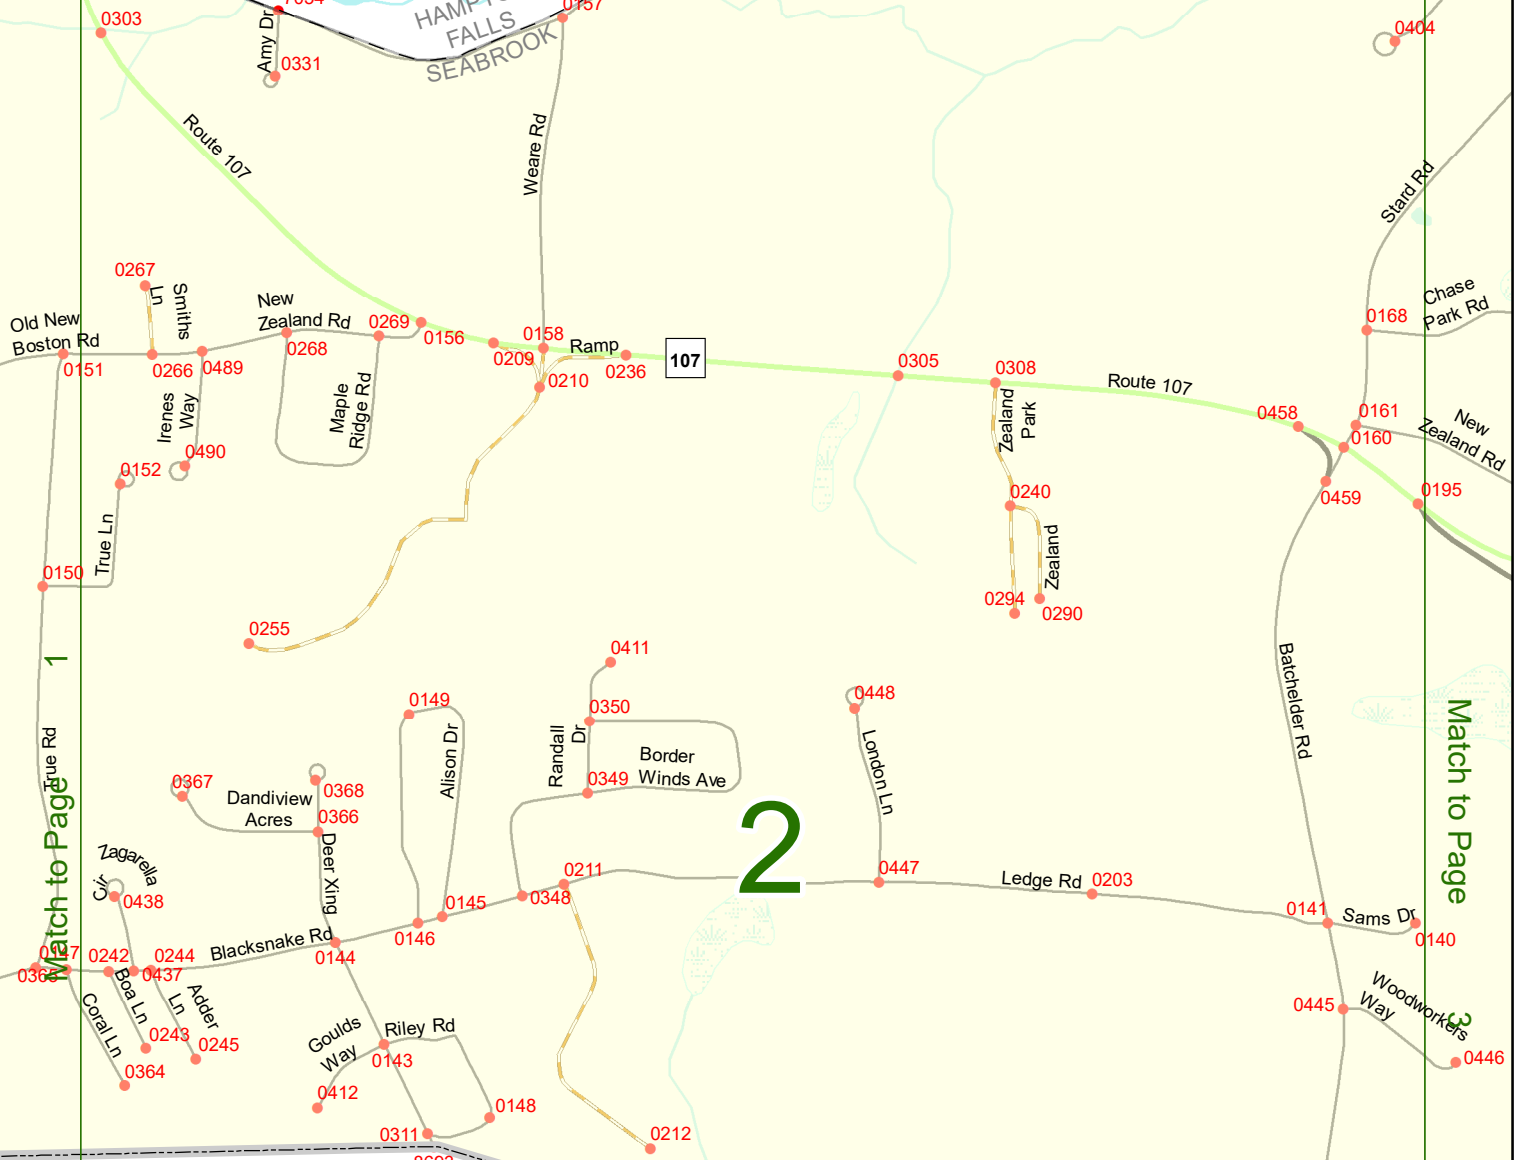 HAMPT
FALLS
SEABROOK
0157
0303
Amy Dr
0331
0404
Route 107
Weare Rd
Stard Rd
0267
Smiths
Ln
New
Zealand Rd
0269
0156
0158
Ramp
0209
0236
107
0210
Old New
Boston Rd
0151
0266
0489
0268
Maple
Ridge Rd
Irenes
Way
0490
0152
True Ln
0150
0305
0308
Route 107
Zealand
Park
0240
Zealand
0294
0290
0168
Chase
Park Rd
0458
0161
0160
New
Zealand Rd
0459
0195
0255
0411
0149
0350
Alison Dr
Randall
Dr
Border
Winds Ave
0349
0448
London Ln
Batchelder Rd
Match to Page 1
True Rd
0367
0368
Dandiview
Acres
0366
Deer Xing
Zagarella
Cir
0438
0211
2
0447
Ledge Rd
0203
0348
0145
0146
0141
Sams Dr
0140
Match to Page 3
Blacksnake Rd
0144
0147
0365
0242
0244
0437
Boa Ln
Adder
Ln
Coral Ln
0243
0245
0364
Goulds
Way
Riley Rd
0143
0412
0148
0311
0212
0445
Woodworkers
Way
0446